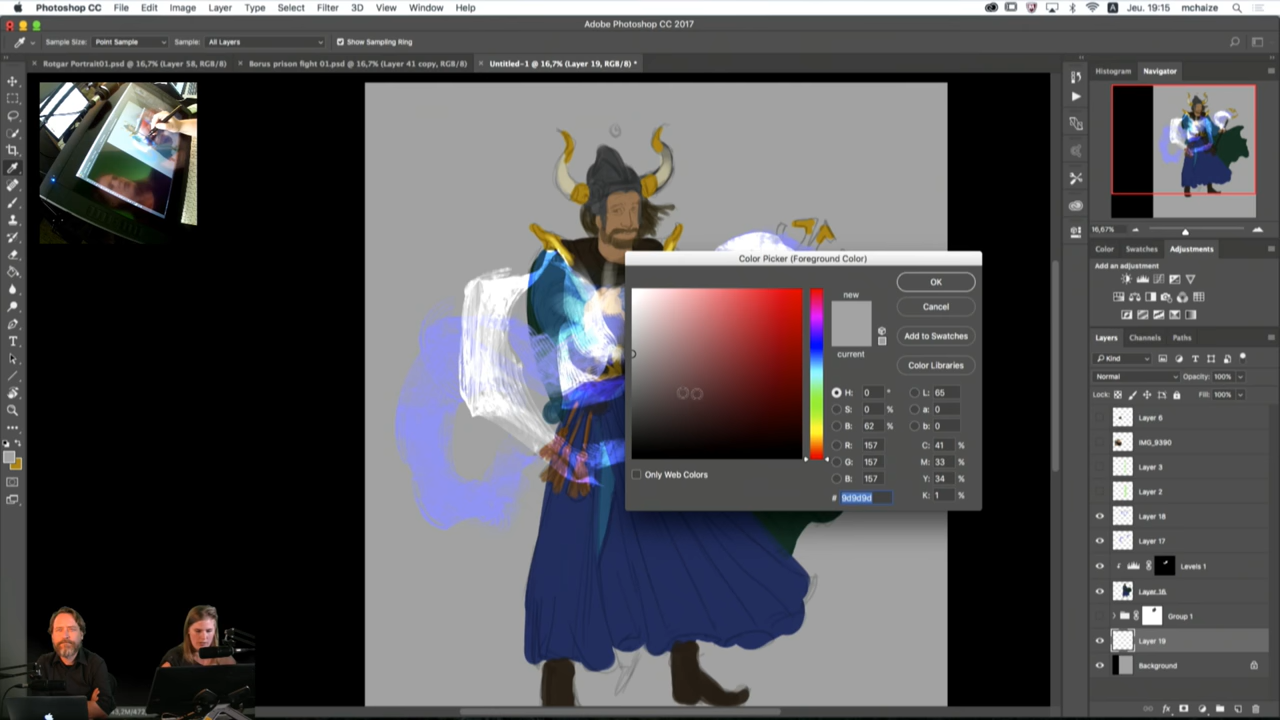 Photoshop CC File Edit Image Layer Type Select Filter 3D View Window Help Jeu. 19:15 mchaize
Adobe Photoshop CC 2017
Sample Size: Point Sample Sample: All Layers Show Sampling Ring
Rotgar Portrait01.psd @ 16,7% (Layer 58, RGB/8) * Borus prison fight 01.psd @ 16,7% (Layer 41 copy, RGB/8) * Untitled-1 @ 16,7% (Layer 19, RGB/8) *
Histogram Navigator
16,67%
Color Swatches Adjustments
Add an adjustment
Layers Channels Paths
Kind
Normal Opacity: 100%
Lock: Fill: 100%
Layer 6
IMG_9390
Layer 3
Layer 2
Layer 18
Layer 17
Levels 1
Layer 16
Group 1
Layer 19
Background
Color Picker (Foreground Color)
new
current
OK
Cancel
Add to Swatches
Color Libraries
H: 0 ° L: 65
S: 0 % a: 0
B: 62 % b: 0
R: 157 C: 41 %
G: 157 M: 33 %
B: 157 Y: 34 %
# 9d9d9d K: 1 %
Only Web Colors